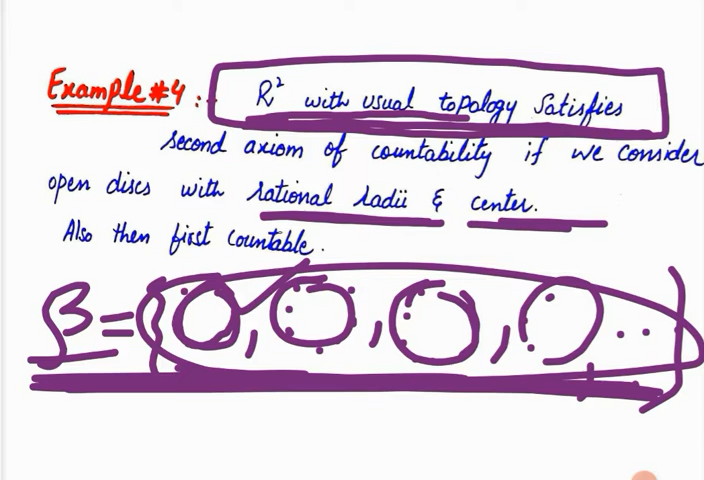 Example #4 :- R² with usual topology Satisfies
second axiom of countability if we consider
open discs with rational radii & center.
Also then first countable.
β = { , , , , .. }